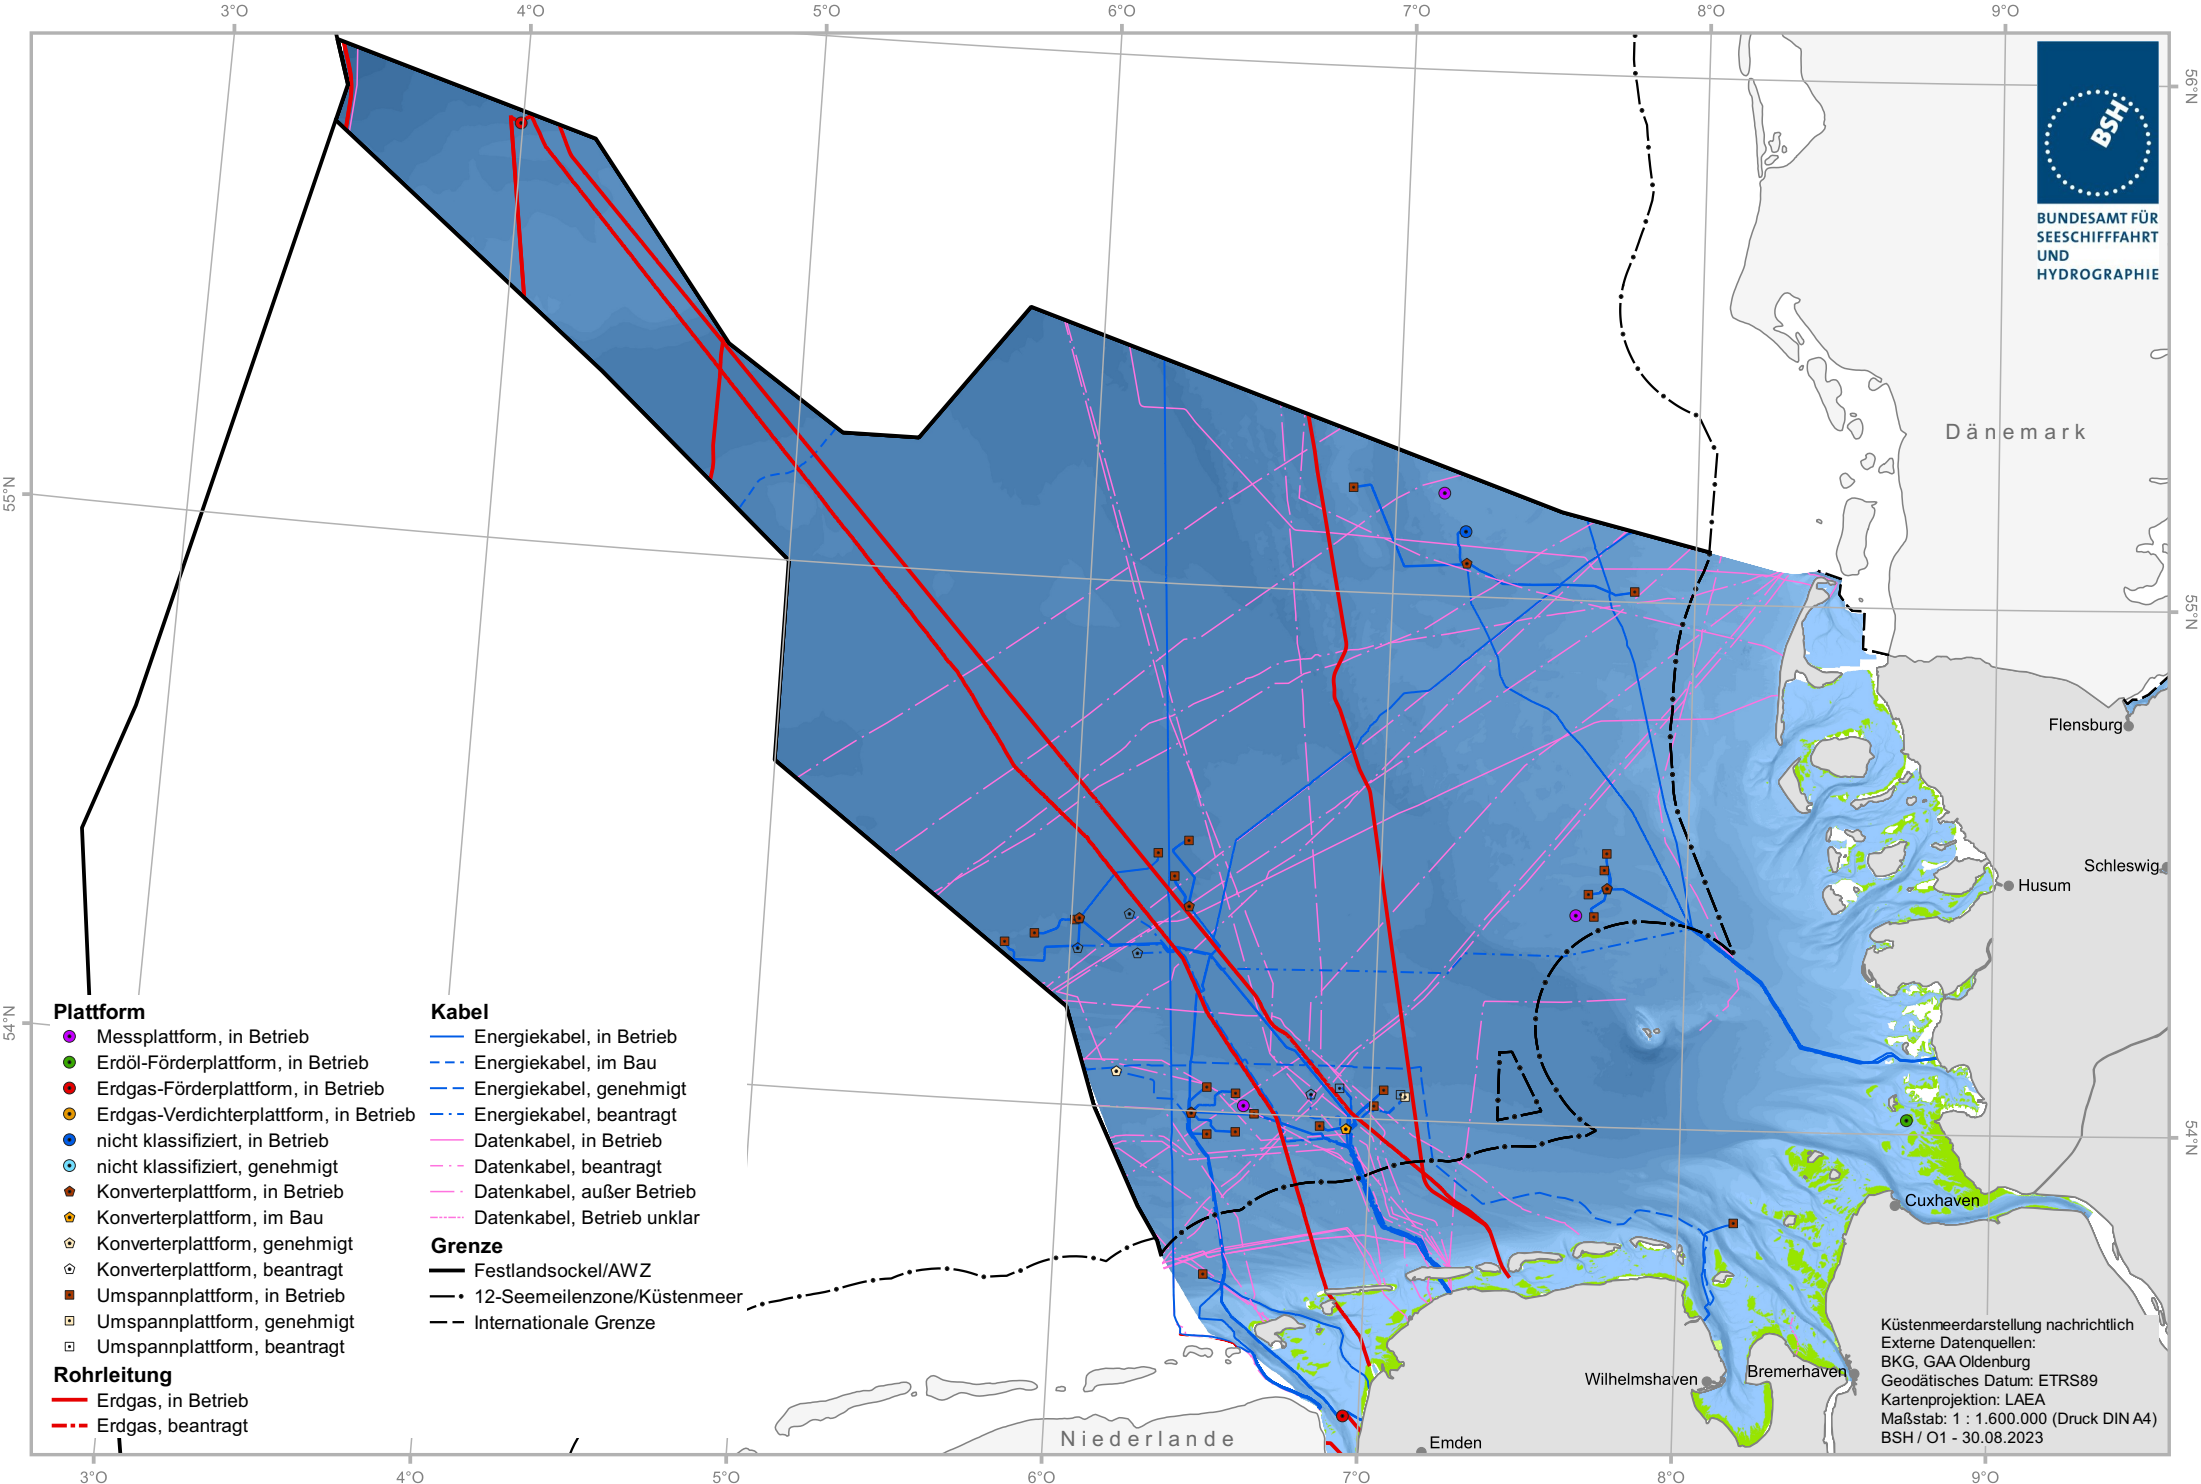 3°O 4°O 5°O 6°O 7°O 8°O 9°O
56°N
BSH
BUNDESAMT FÜR
SEESCHIFFFAHRT
UND
HYDROGRAPHIE
Dänemark
55°N
55°N
Flensburg
Schleswig
Husum
54°N
54°N
Cuxhaven
Wilhelmshaven
Bremerhaven
Emden
Niederlande
Plattform
Messplattform, in Betrieb
Erdöl-Förderplattform, in Betrieb
Erdgas-Förderplattform, in Betrieb
Erdgas-Verdichterplattform, in Betrieb
nicht klassifiziert, in Betrieb
nicht klassifiziert, genehmigt
Konverterplattform, in Betrieb
Konverterplattform, im Bau
Konverterplattform, genehmigt
Konverterplattform, beantragt
Umspannplattform, in Betrieb
Umspannplattform, genehmigt
Umspannplattform, beantragt
Rohrleitung
Erdgas, in Betrieb
Erdgas, beantragt
Kabel
Energiekabel, in Betrieb
Energiekabel, im Bau
Energiekabel, genehmigt
Energiekabel, beantragt
Datenkabel, in Betrieb
Datenkabel, beantragt
Datenkabel, außer Betrieb
Datenkabel, Betrieb unklar
Grenze
Festlandsockel/AWZ
12-Seemeilenzone/Küstenmeer
Internationale Grenze
Küstenmeerdarstellung nachrichtlich
Externe Datenquellen:
BKG, GAA Oldenburg
Geodätisches Datum: ETRS89
Kartenprojektion: LAEA
Maßstab: 1 : 1.600.000 (Druck DIN A4)
BSH / O1 - 30.08.2023
3°O 4°O 5°O 6°O 7°O 8°O 9°O